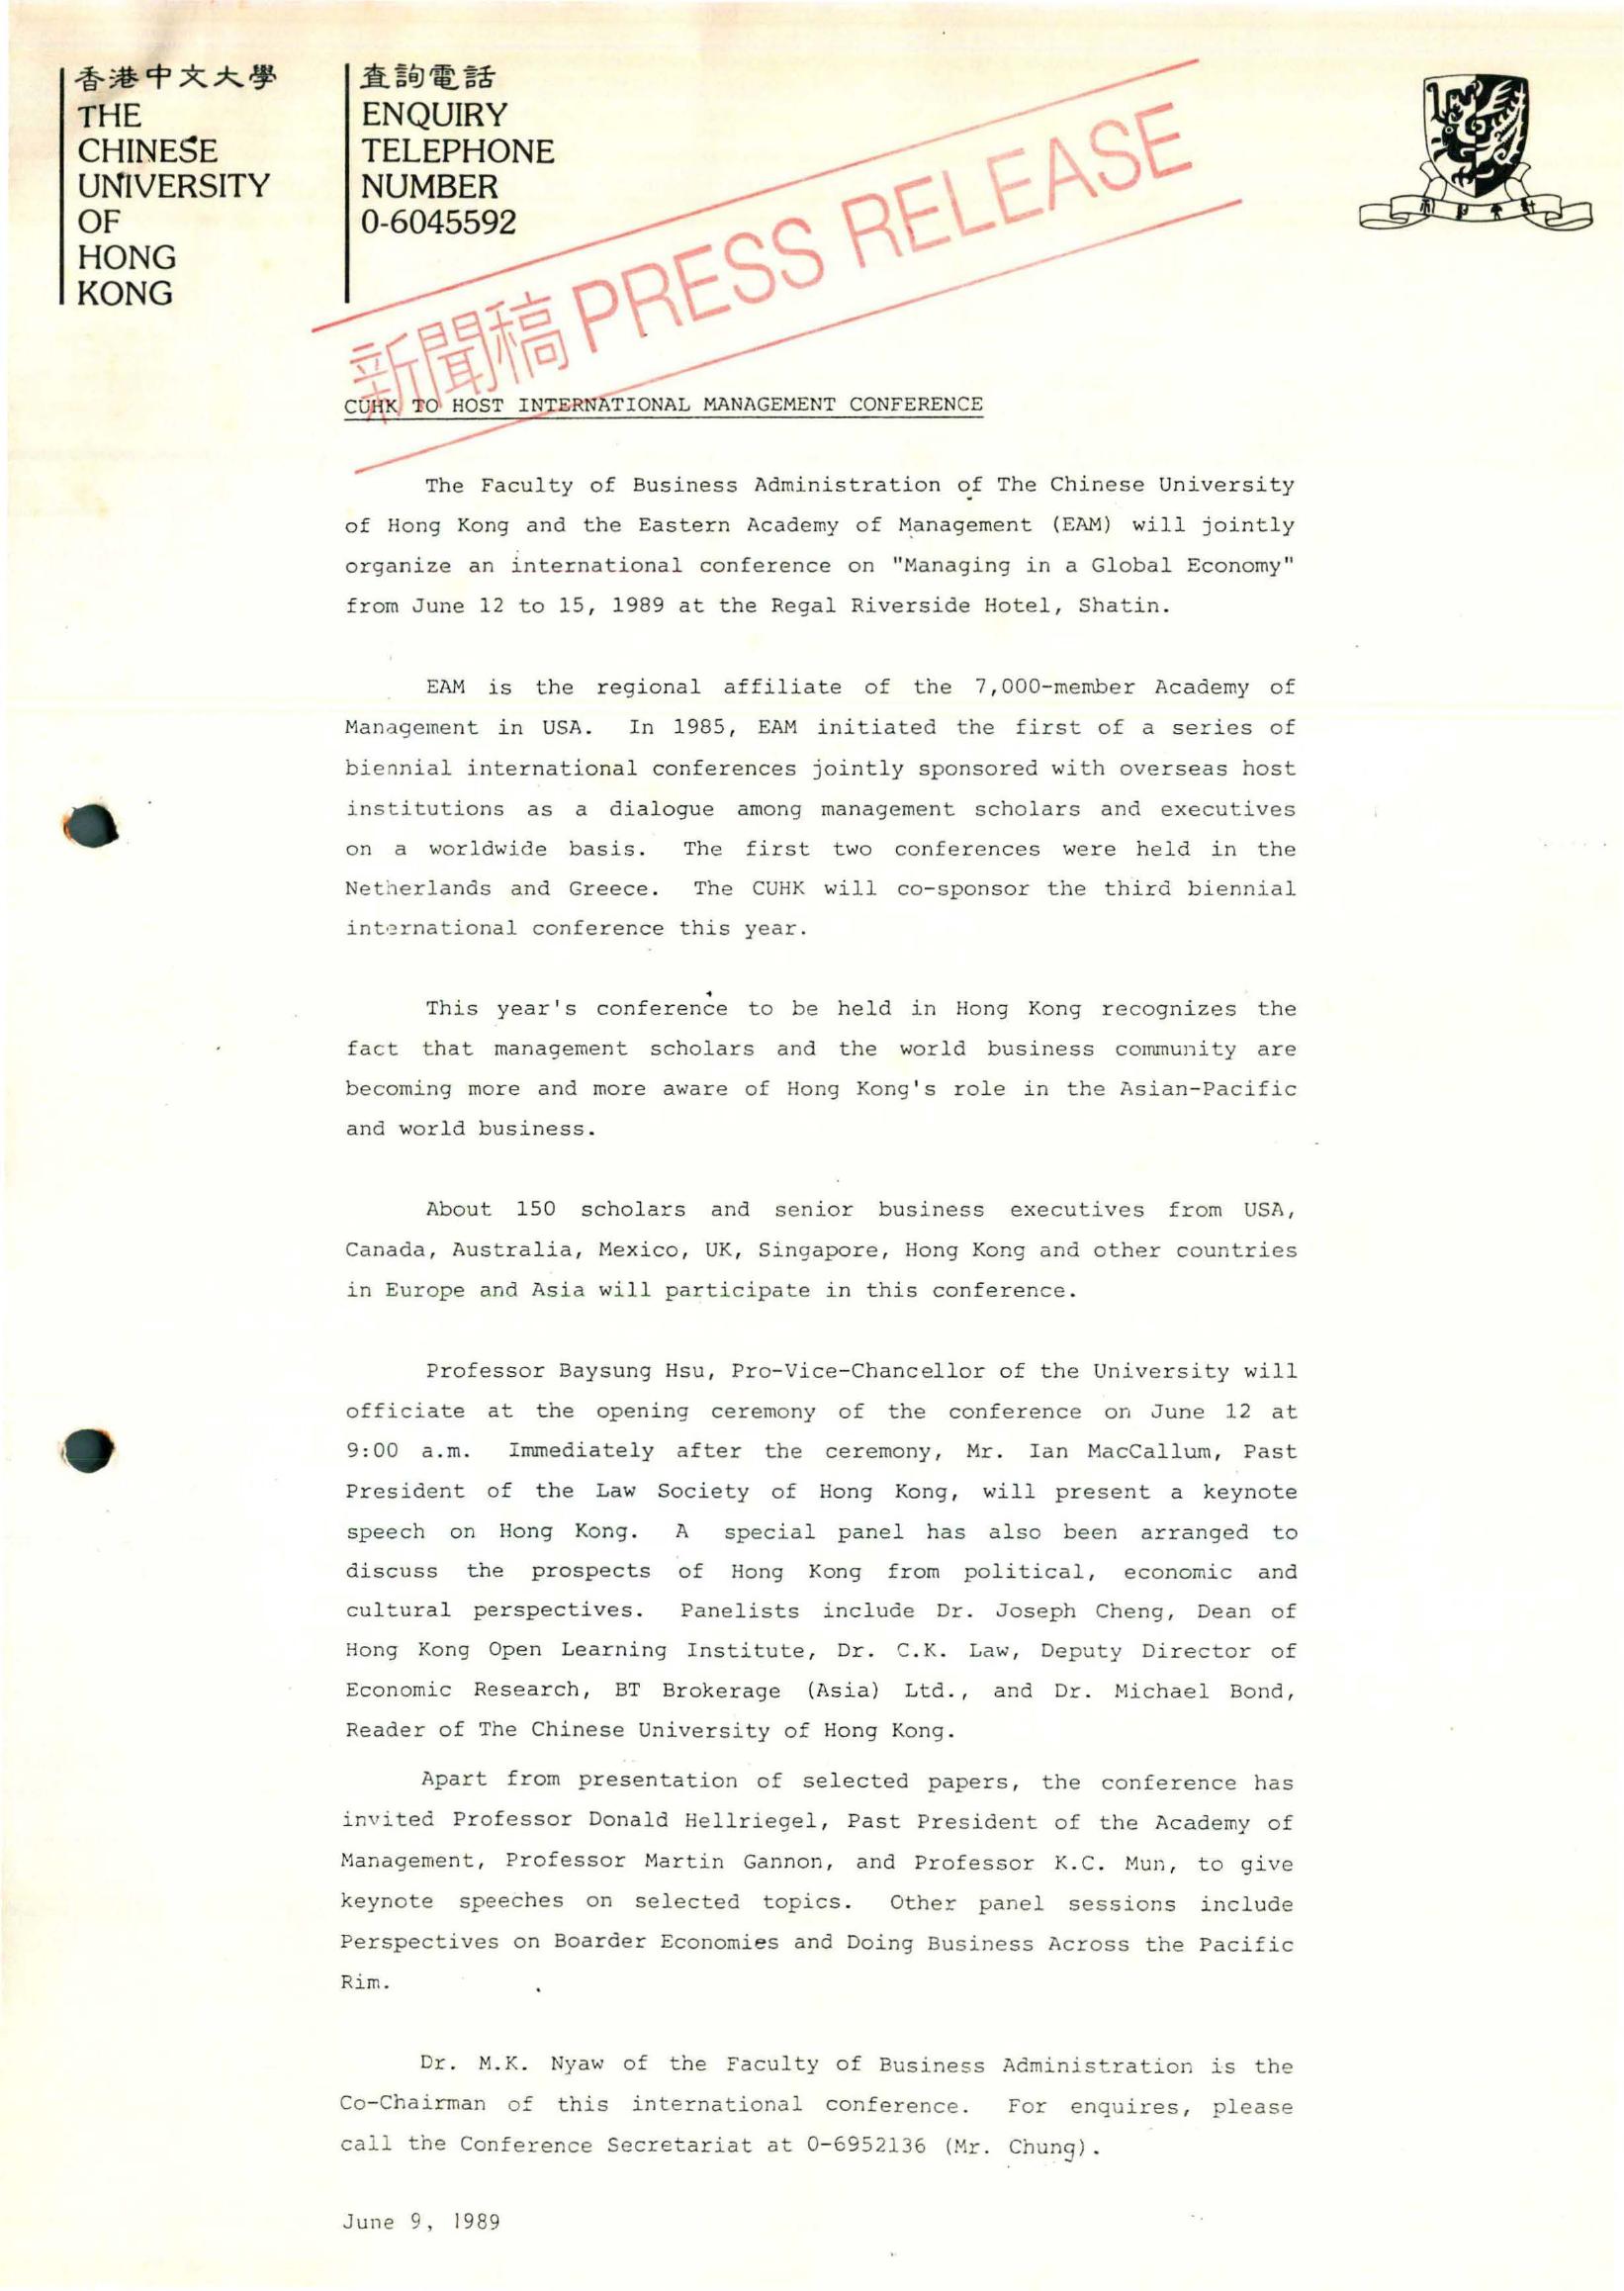 香港中文大學
THE
CHINESE
UNIVERSITY
OF
HONG
KONG
查詢電話
ENQUIRY
TELEPHONE
NUMBER
0-6045592
新聞稿 PRESS RELEASE
CUHK TO HOST INTERNATIONAL MANAGEMENT CONFERENCE
The Faculty of Business Administration of The Chinese University
of Hong Kong and the Eastern Academy of Management (EAM) will jointly
organize an international conference on "Managing in a Global Economy"
from June 12 to 15, 1989 at the Regal Riverside Hotel, Shatin.
EAM is the regional affiliate of the 7,000-member Academy of
Management in USA. In 1985, EAM initiated the first of a series of
biennial international conferences jointly sponsored with overseas host
institutions as a dialogue among management scholars and executives
on a worldwide basis. The first two conferences were held in the
Netherlands and Greece. The CUHK will co-sponsor the third biennial
international conference this year.
This year's conference to be held in Hong Kong recognizes the
fact that management scholars and the world business community are
becoming more and more aware of Hong Kong's role in the Asian-Pacific
and world business.
About 150 scholars and senior business executives from USA,
Canada, Australia, Mexico, UK, Singapore, Hong Kong and other countries
in Europe and Asia will participate in this conference.
Professor Baysung Hsu, Pro-Vice-Chancellor of the University will
officiate at the opening ceremony of the conference on June 12 at
9:00 a.m. Immediately after the ceremony, Mr. Ian MacCallum, Past
President of the Law Society of Hong Kong, will present a keynote
speech on Hong Kong. A special panel has also been arranged to
discuss the prospects of Hong Kong from political, economic and
cultural perspectives. Panelists include Dr. Joseph Cheng, Dean of
Hong Kong Open Learning Institute, Dr. C.K. Law, Deputy Director of
Economic Research, BT Brokerage (Asia) Ltd., and Dr. Michael Bond,
Reader of The Chinese University of Hong Kong.
Apart from presentation of selected papers, the conference has
invited Professor Donald Hellriegel, Past President of the Academy of
Management, Professor Martin Gannon, and Professor K.C. Mun, to give
keynote speeches on selected topics. Other panel sessions include
Perspectives on Boarder Economies and Doing Business Across the Pacific
Rim.
Dr. M.K. Nyaw of the Faculty of Business Administration is the
Co-Chairman of this international conference. For enquires, please
call the Conference Secretariat at 0-6952136 (Mr. Chung).
June 9, 1989